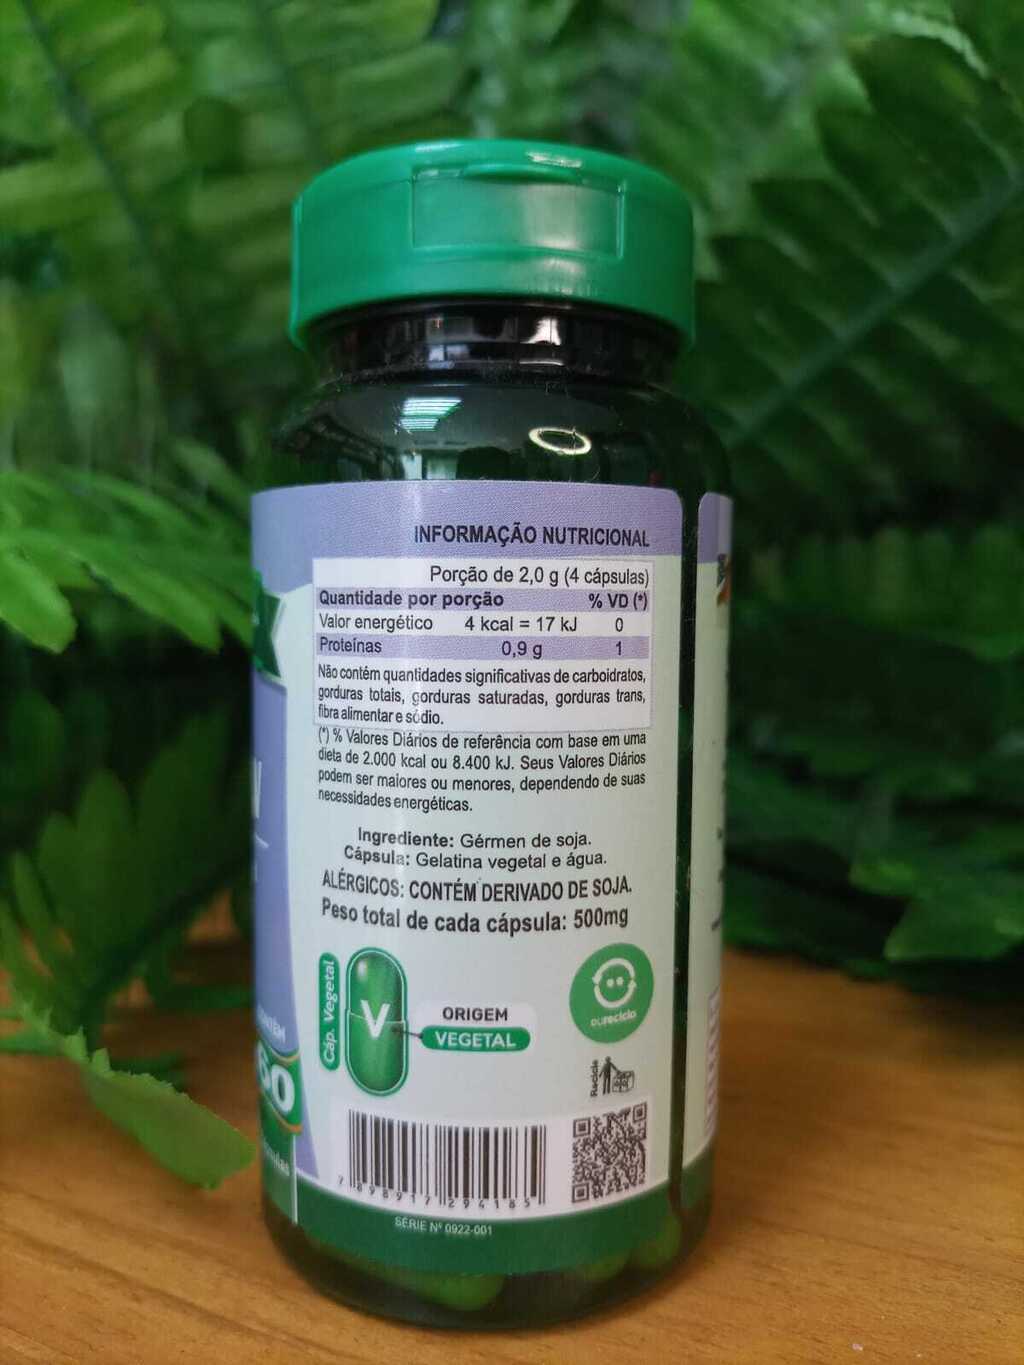 INFORMAÇÃO NUTRICIONAL
Porção de 2,0 g (4 cápsulas)
Quantidade por porção % VD (*)
Valor energético 4 kcal = 17 kJ 0
Proteínas 0,9 g 1
Não contém quantidades significativas de carboidratos,
gorduras totais, gorduras saturadas, gorduras trans,
fibra alimentar e sódio.
(*) % Valores Diários de referência com base em uma
dieta de 2.000 kcal ou 8.400 kJ. Seus Valores Diários
podem ser maiores ou menores, dependendo de suas
necessidades energéticas.
Ingrediente: Gérmen de soja.
Cápsula: Gelatina vegetal e água.
ALÉRGICOS: CONTÉM DERIVADO DE SOJA.
Peso total de cada cápsula: 500mg
Cáp. Vegetal
V
ORIGEM
VEGETAL
eureciclo
Recicle
60
7 898917 294185
SÉRIE Nº 0922-001